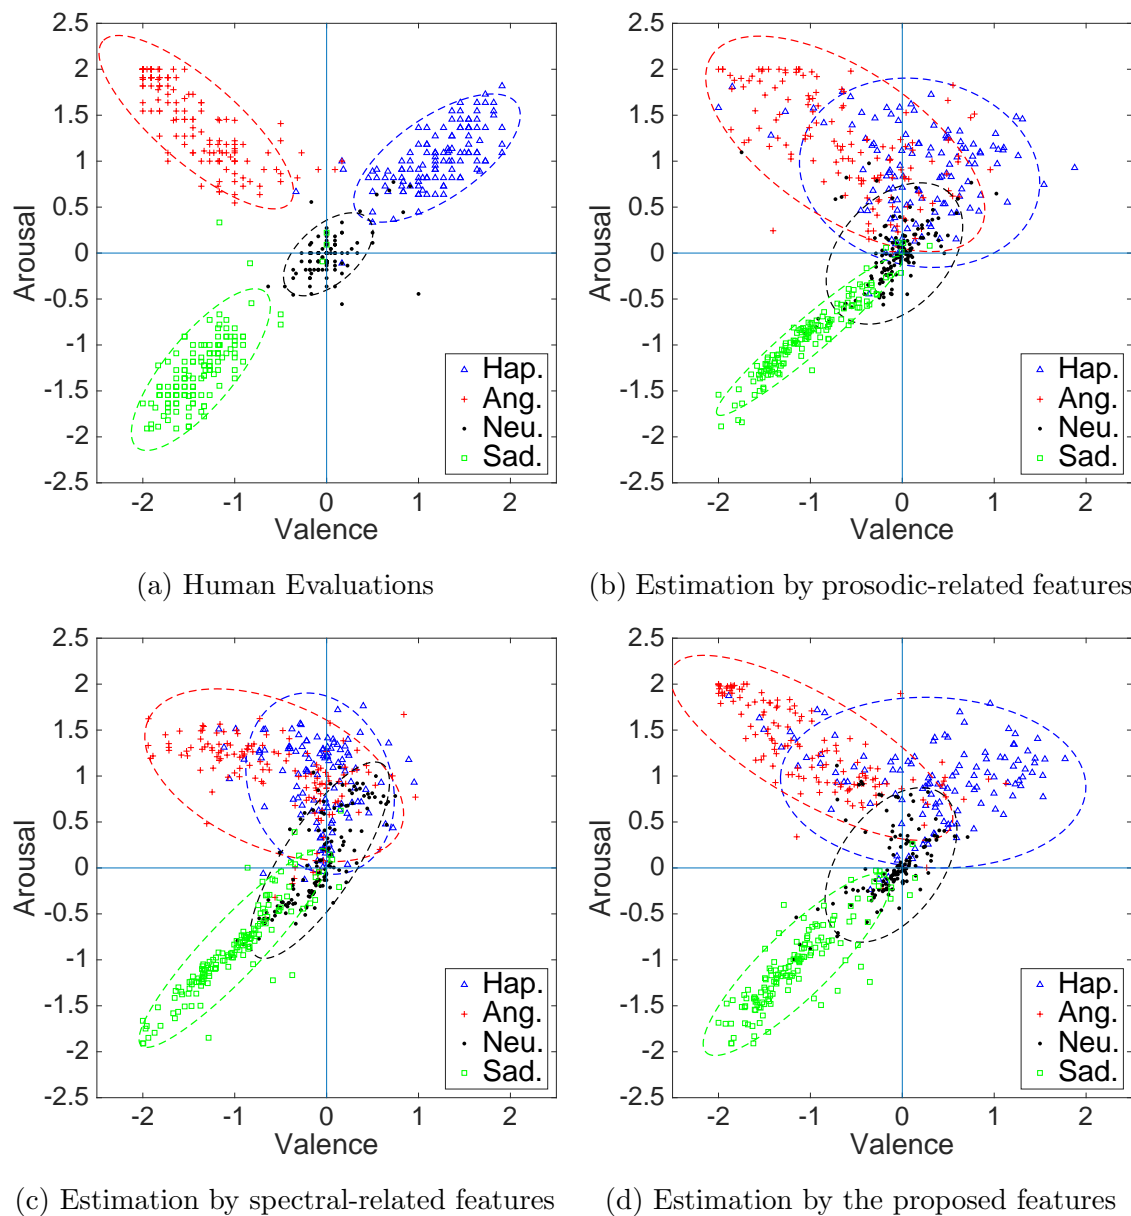 2.5
2
1.5
1
0.5
0
-0.5
-1
-1.5
-2
2.5
Arousal
-2 -1 0 1 2
Valence
Hap.
Ang.
Neu.
Sad.
(a) Human Evaluations
2.5
2
1.5
1
0.5
0
-0.5
-1
-1.5
-2
2.5
Arousal
-2 -1 0 1 2
Valence
Hap.
Ang.
Neu.
Sad.
(b) Estimation by prosodic-related features
2.5
2
1.5
1
0.5
0
-0.5
-1
-1.5
-2
2.5
Arousal
-2 -1 0 1 2
Valence
Hap.
Ang.
Neu.
Sad.
(c) Estimation by spectral-related features
2.5
2
1.5
1
0.5
0
-0.5
-1
-1.5
-2
2.5
Arousal
-2 -1 0 1 2
Valence
Hap.
Ang.
Neu.
Sad.
(d) Estimation by the proposed features